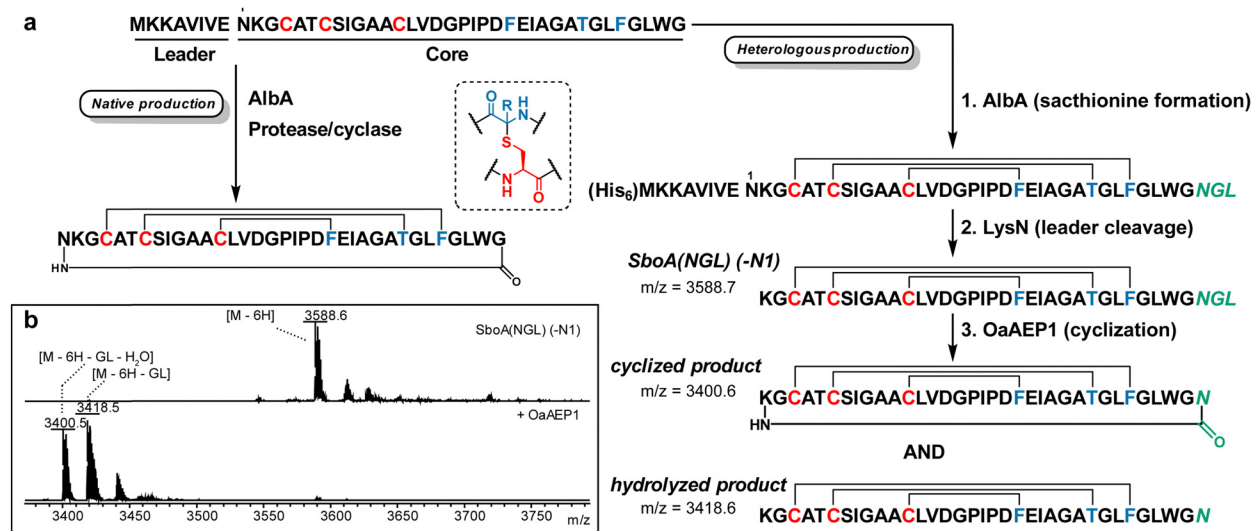 a
MKKAVIVE NKGCATCSIGAACLVDGPIPDFEIAGATGLFGLWG
Leader
Core
Heterologous production
Native production
AlbA
Protease/cyclase
O
R
H
N
S
N
H
O
1. AlbA (sacthionine formation)
1
(His6)MKKAVIVE NKGCATCSIGAACLVDGPIPDFEIAGATGLFGLWGNGL
2. LysN (leader cleavage)
NKGCATCSIGAACLVDGPIPDFEIAGATGLFGLWG
HN
O
SboA(NGL) (-N1)
m/z = 3588.7
KGCATCSIGAACLVDGPIPDFEIAGATGLFGLWGNGL
3. OaAEP1 (cyclization)
cyclized product
m/z = 3400.6
KGCATCSIGAACLVDGPIPDFEIAGATGLFGLWGN
HN
O
AND
hydrolyzed product
m/z = 3418.6
KGCATCSIGAACLVDGPIPDFEIAGATGLFGLWGN
b
[M - 6H]
3588.6
SboA(NGL) (-N1)
[M - 6H - GL - H2O]
[M - 6H - GL]
3418.5
3400.5
+ OaAEP1
3400 3450 3500 3550 3600 3650 3700 3750 m/z